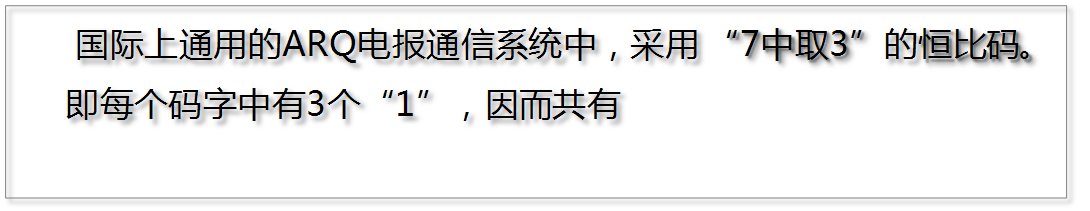 国际上通用的ARQ电报通信系统中，采用“7中取3”的恒比码。
即每个码字中有3个“1”，因而共有